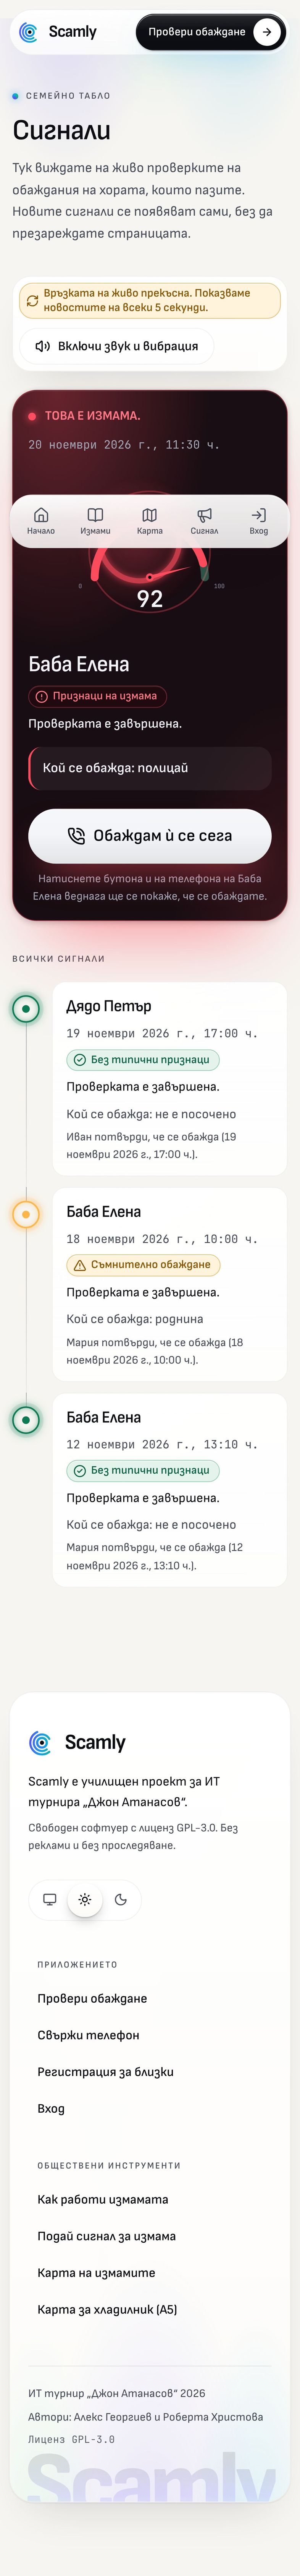 Scamly
Провери обаждане
СЕМЕЙНО ТАБЛО
Сигнали
Тук виждате на живо проверките на
обаждания на хората, които пазите.
Новите сигнали се появяват сами, без да
презареждате страницата.
Връзката на живо прекъсна. Показваме
новостите на всеки 5 секунди.
Включи звук и вибрация
ТОВА Е ИЗМАМА.
20 ноември 2026 г., 11:30 ч.
Начало
Измами
Карта
Сигнал
Вход
0
100
92
Баба Елена
Признаци на измама
Проверката е завършена.
Кой се обажда: полицай
Обаждам ѝ се сега
Натиснете бутона и на телефона на Баба
Елена веднага ще се покаже, че се обаждате.
ВСИЧКИ СИГНАЛИ
Дядо Петър
19 ноември 2026 г., 17:00 ч.
Без типични признаци
Проверката е завършена.
Кой се обажда: не е посочено
Иван потвърди, че се обажда (19
ноември 2026 г., 17:00 ч.).
Баба Елена
18 ноември 2026 г., 10:00 ч.
Съмнително обаждане
Проверката е завършена.
Кой се обажда: роднина
Мария потвърди, че се обажда (18
ноември 2026 г., 10:00 ч.).
Баба Елена
12 ноември 2026 г., 13:10 ч.
Без типични признаци
Проверката е завършена.
Кой се обажда: не е посочено
Мария потвърди, че се обажда (12
ноември 2026 г., 13:10 ч.).
Scamly
Scamly е училищен проект за ИТ
турнира „Джон Атанасов“.
Свободен софтуер с лиценз GPL-3.0. Без
реклами и без проследяване.
ПРИЛОЖЕНИЕТО
Провери обаждане
Свържи телефон
Регистрация за близки
Вход
ОБЩЕСТВЕНИ ИНСТРУМЕНТИ
Как работи измамата
Подай сигнал за измама
Карта на измамите
Карта за хладилник (А5)
ИТ турнир „Джон Атанасов“ 2026
Автори: Алекс Георгиев и Роберта Христова
Лиценз GPL-3.0
Scamly